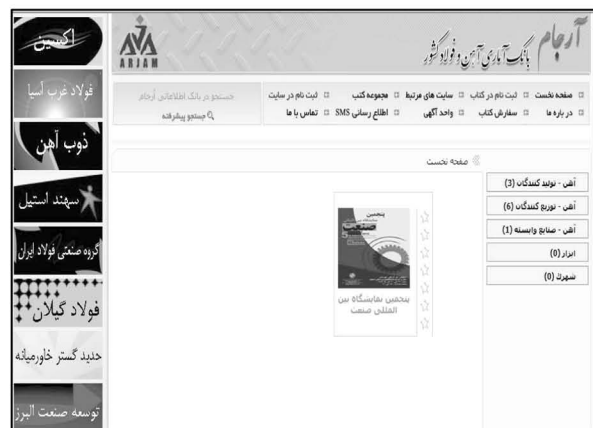 آرجام بانک آماری آهن و فولاد کشور
ARJAM
صفحه نخست
ثبت نام در کتاب
سایت های مرتبط
مجموعه کتب
ثبت نام در سایت
در باره ما
سفارش کتاب
واحد آگهی
اطلاع رسانی SMS
تماس با ما
جستجو در بانک اطلاعاتی آرجام
جستجو پیشرفته
صفحه نخست
آهن - تولید کنندگان (3)
آهن - توزیع کنندگان (6)
آهن - صنایع وابسته (1)
ابزار (0)
شهرک (0)
پنجمین
پنجمین نمایشگاه بین
المللی صنعت
اکسین
فولاد غرب آسیا
ذوب آهن
سهند استیل
گروه صنعتی فولاد ایران
فولاد گیلان
حدید گستر خاورمیانه
توسعه صنعت البرز